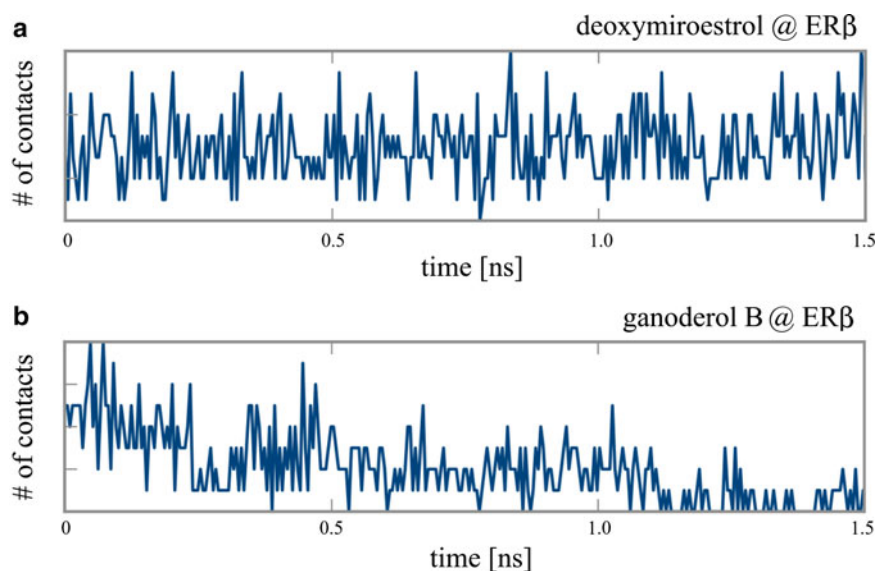 a
deoxymiroestrol @ ERβ
# of contacts
0 0.5 1.0 1.5
time [ns]
b
ganoderol B @ ERβ
# of contacts
0 0.5 1.0 1.5
time [ns]